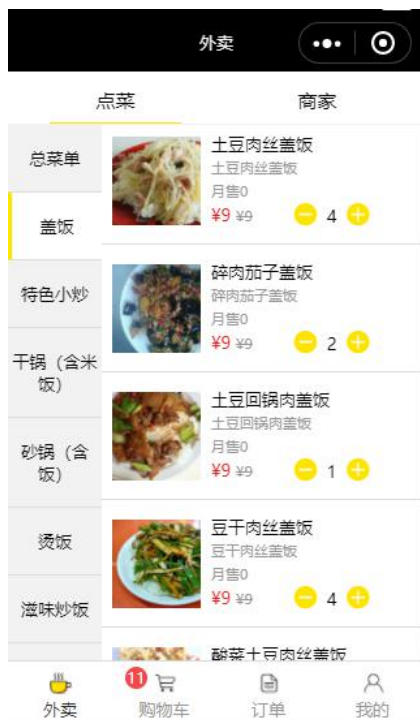 外卖
点菜
商家
总菜单
盖饭
特色小炒
干锅（含米
饭）
砂锅（含
饭）
烫饭
滋味炒饭
土豆肉丝盖饭
土豆肉丝盖饭
月售0
¥9 ¥9
4
碎肉茄子盖饭
碎肉茄子盖饭
月售0
¥9 ¥9
2
土豆回锅肉盖饭
土豆回锅肉盖饭
月售0
¥9 ¥9
1
豆干肉丝盖饭
豆干肉丝盖饭
月售0
¥9 ¥9
4
酸菜土豆肉丝盖饭
外卖
11
购物车
订单
我的